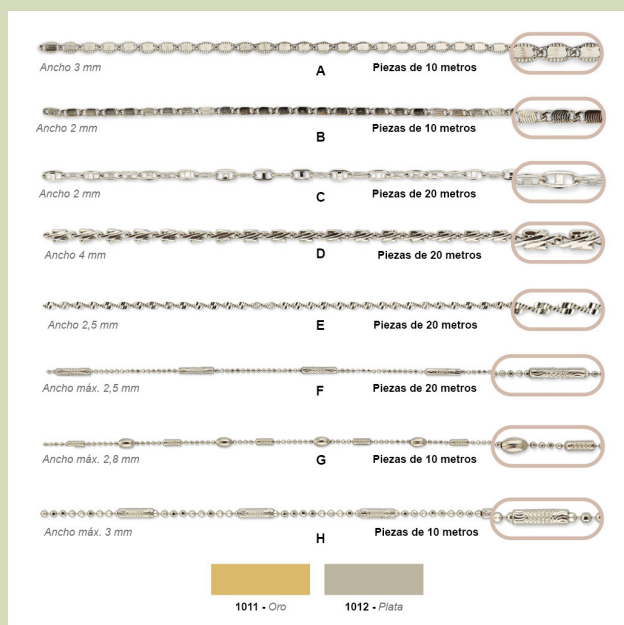 Ancho 3 mm A Piezas de 10 metros
Ancho 2 mm B Piezas de 10 metros
Ancho 2 mm C Piezas de 20 metros
Ancho 4 mm D Piezas de 20 metros
Ancho 2,5 mm E Piezas de 20 metros
Ancho máx. 2,5 mm F Piezas de 20 metros
Ancho máx. 2,8 mm G Piezas de 10 metros
Ancho máx. 3 mm H Piezas de 10 metros
1011 - Oro 1012 - Plata